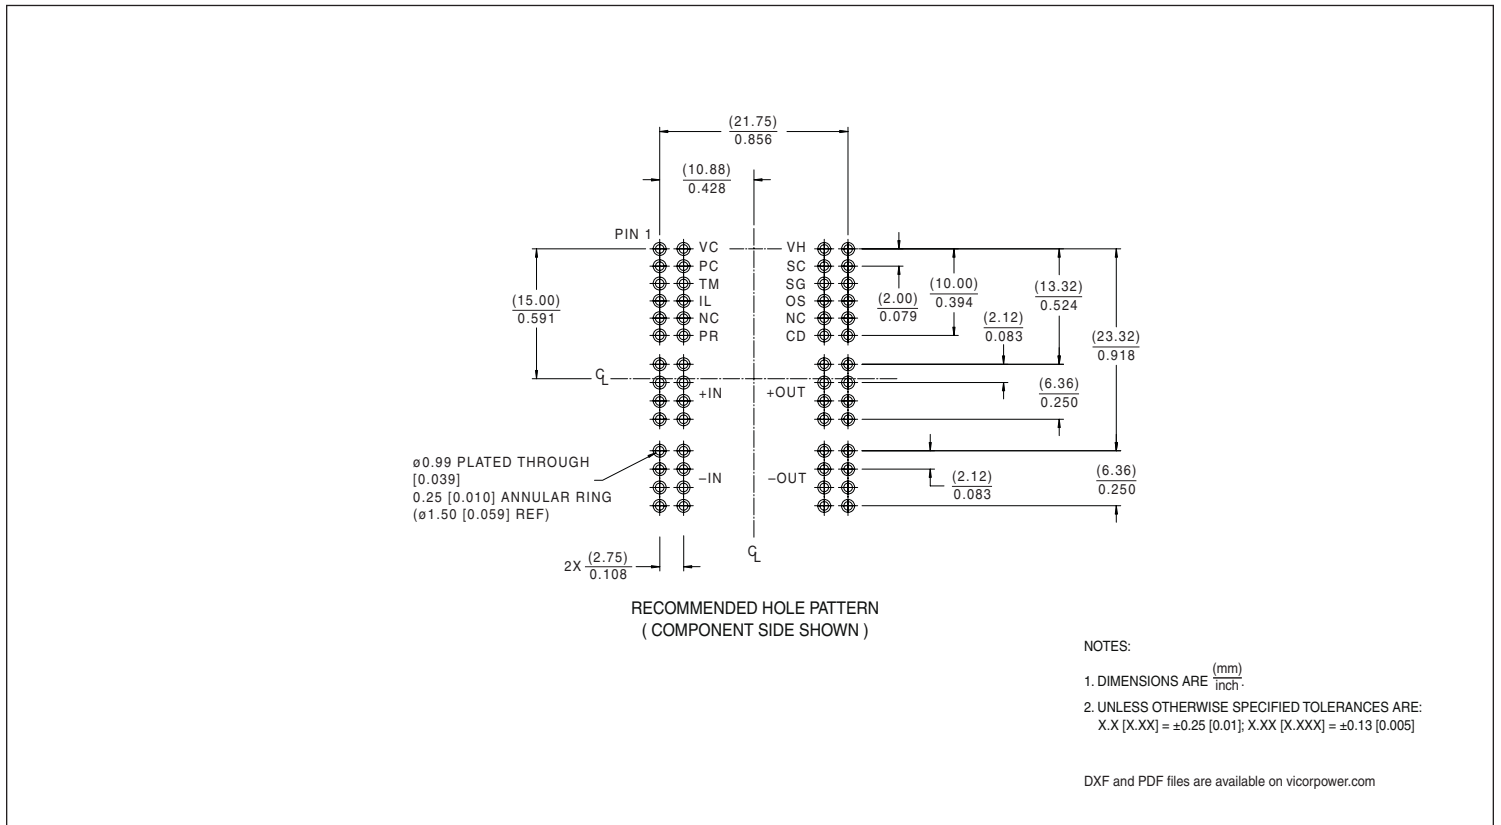 (21.75)
0.856
(10.88)
0.428
PIN 1
VC
VH
PC
SC
TM
SG
IL
OS
NC
NC
PR
CD
(15.00)
0.591
(2.00)
0.079
(10.00)
0.394
(2.12)
0.083
(13.32)
0.524
(23.32)
0.918
CL
+IN
+OUT
(6.36)
0.250
ø0.99 PLATED THROUGH
[0.039]
0.25 [0.010] ANNULAR RING
(ø1.50 [0.059] REF)
–IN
–OUT
(2.12)
0.083
(6.36)
0.250
CL
2X (2.75)
0.108
RECOMMENDED HOLE PATTERN
( COMPONENT SIDE SHOWN )
NOTES:
1. DIMENSIONS ARE (mm)
inch.
2. UNLESS OTHERWISE SPECIFIED TOLERANCES ARE:
X.X [X.XX] = ±0.25 [0.01]; X.XX [X.XXX] = ±0.13 [0.005]
DXF and PDF files are available on vicorpower.com